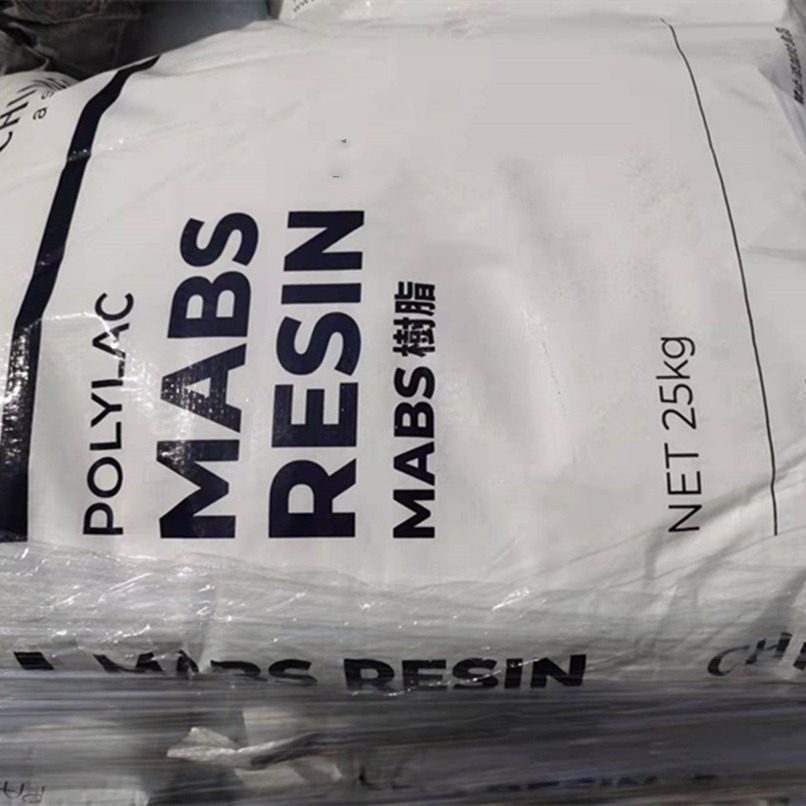 POLYLAC
MABS
RESIN
MABS 樹脂
NET 25kg
MABS RESIN